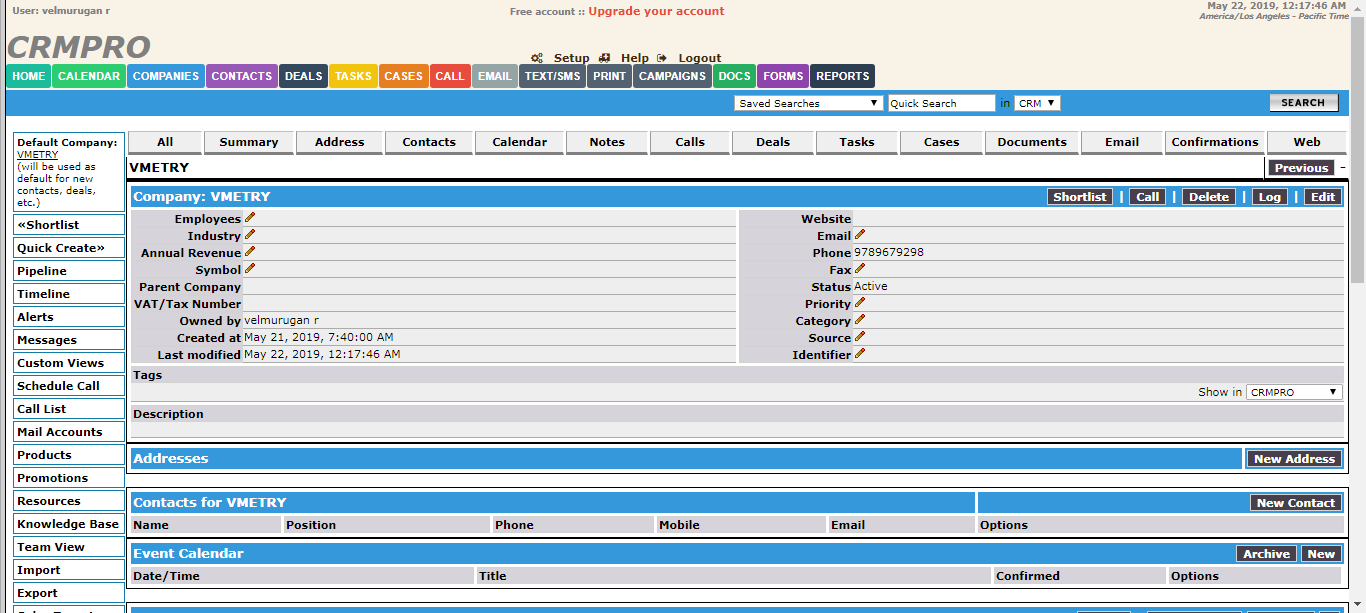 User: velmurugan r
Free account :: Upgrade your account
May 22, 2019, 12:17:46 AM
America/Los Angeles - Pacific Time
CRMPRO
Setup Help Logout
HOME CALENDAR COMPANIES CONTACTS DEALS TASKS CASES CALL EMAIL TEXT/SMS PRINT CAMPAIGNS DOCS FORMS REPORTS
Saved Searches Quick Search in CRM SEARCH
Default Company:
VMETRY
(will be used as
default for new
contacts, deals,
etc.)
«Shortlist
Quick Create»
Pipeline
Timeline
Alerts
Messages
Custom Views
Schedule Call
Call List
Mail Accounts
Products
Promotions
Resources
Knowledge Base
Team View
Import
Export
All Summary Address Contacts Calendar Notes Calls Deals Tasks Cases Documents Email Confirmations Web
VMETRY Previous -
Company: VMETRY Shortlist | Call | Delete | Log | Edit
Employees
Industry
Annual Revenue
Symbol
Parent Company
VAT/Tax Number
Owned by velmurugan r
Created at May 21, 2019, 7:40:00 AM
Last modified May 22, 2019, 12:17:46 AM
Website
Email
Phone 9789679298
Fax
Status Active
Priority
Category
Source
Identifier
Tags
Show in CRMPRO
Description
Addresses New Address
Contacts for VMETRY New Contact
Name Position Phone Mobile Email Options
Event Calendar Archive New
Date/Time Title Confirmed Options